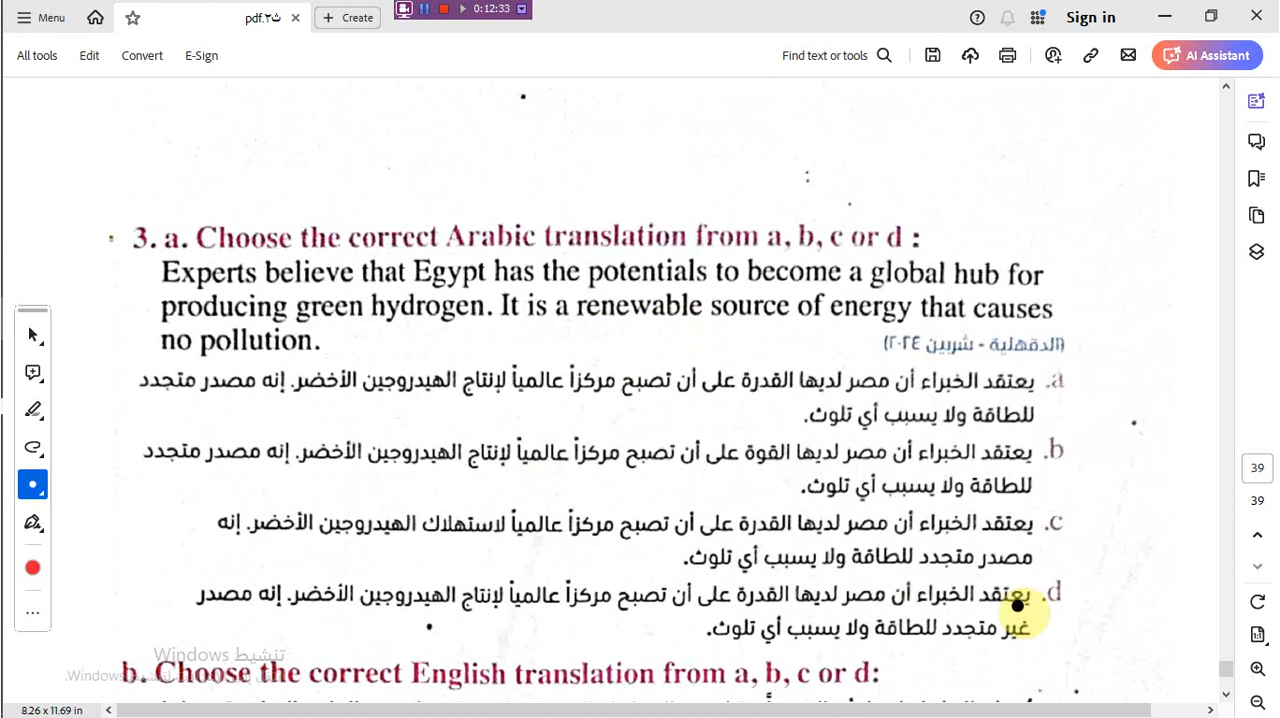 Menu
pdf.ث٢
Create
0:12:33
Sign in
All tools
Edit
Convert
E-Sign
Find text or tools
AI Assistant
3. a. Choose the correct Arabic translation from a, b, c or d :
Experts believe that Egypt has the potentials to become a global hub for
producing green hydrogen. It is a renewable source of energy that causes
no pollution.
(الدقهلية - شربين ٢٠٢٤)
a. يعتقد الخبراء أن مصر لديها القدرة على أن تصبح مركزاً عالمياً لإنتاج الهيدروجين الأخضر. إنه مصدر متجدد
للطاقة ولا يسبب أي تلوث.
b. يعتقد الخبراء أن مصر لديها القوة على أن تصبح مركزاً عالمياً لإنتاج الهيدروجين الأخضر. إنه مصدر متجدد
للطاقة ولا يسبب أي تلوث.
c. يعتقد الخبراء أن مصر لديها القدرة على أن تصبح مركزاً عالمياً لاستهلاك الهيدروجين الأخضر. إنه
مصدر متجدد للطاقة ولا يسبب أي تلوث.
d. يعتقد الخبراء أن مصر لديها القدرة على أن تصبح مركزاً عالمياً لإنتاج الهيدروجين الأخضر. إنه مصدر
غير متجدد للطاقة ولا يسبب أي تلوث.
تنشيط Windows
b. Choose the correct English translation from a, b, c or d:
39
39
8.26 x 11.69 in